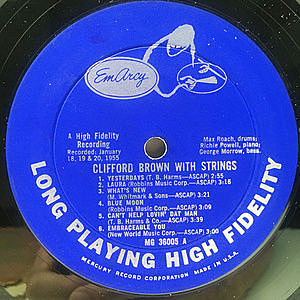 EmArcy
A High Fidelity
Recording
Recorded: January
18, 19 & 20, 1955
Max Roach, drums;
Richie Powell, piano;
George Morrow, bass.
CLIFFORD BROWN WITH STRINGS
1. YESTERDAYS (T. B. Harms—ASCAP) 2:55
2. LAURA (Robbins Music Corp.—ASCAP) 3:16
3. WHAT'S NEW
(M. Whitmark & Sons—ASCAP) 3:21
4. BLUE MOON
(Robbins Music Corp.—ASCAP) 3:09
5. CAN'T HELP LOVIN' DAT MAN
(T. B. Harms & Co.—ASCAP) 3:39
6. EMBRACEABLE YOU
(New World Music Corp.—ASCAP)
MG 36005 A
LONG PLAYING HIGH FIDELITY
MERCURY RECORD CORPORATION MADE IN U.S.A.